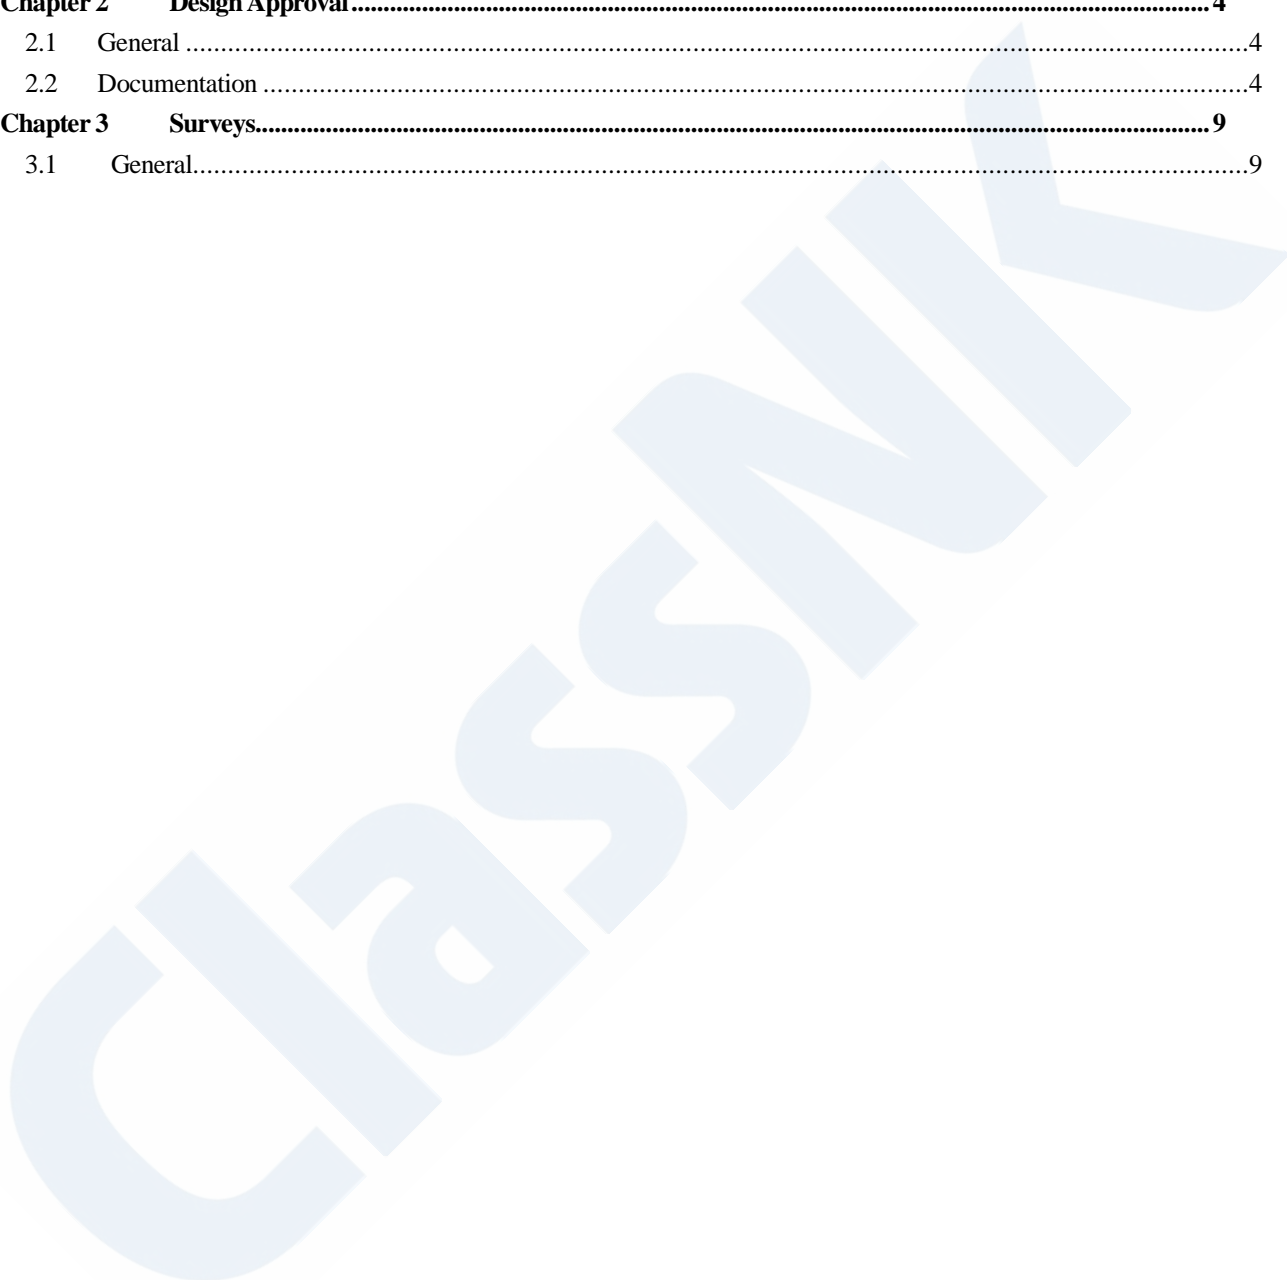 Chapter 2 Design Approval........................................................................................................................................4
2.1 General ........................................................................................................................................................4
2.2 Documentation ............................................................................................................................................4
Chapter 3 Surveys.....................................................................................................................................................9
3.1 General.........................................................................................................................................................9
ClassNK